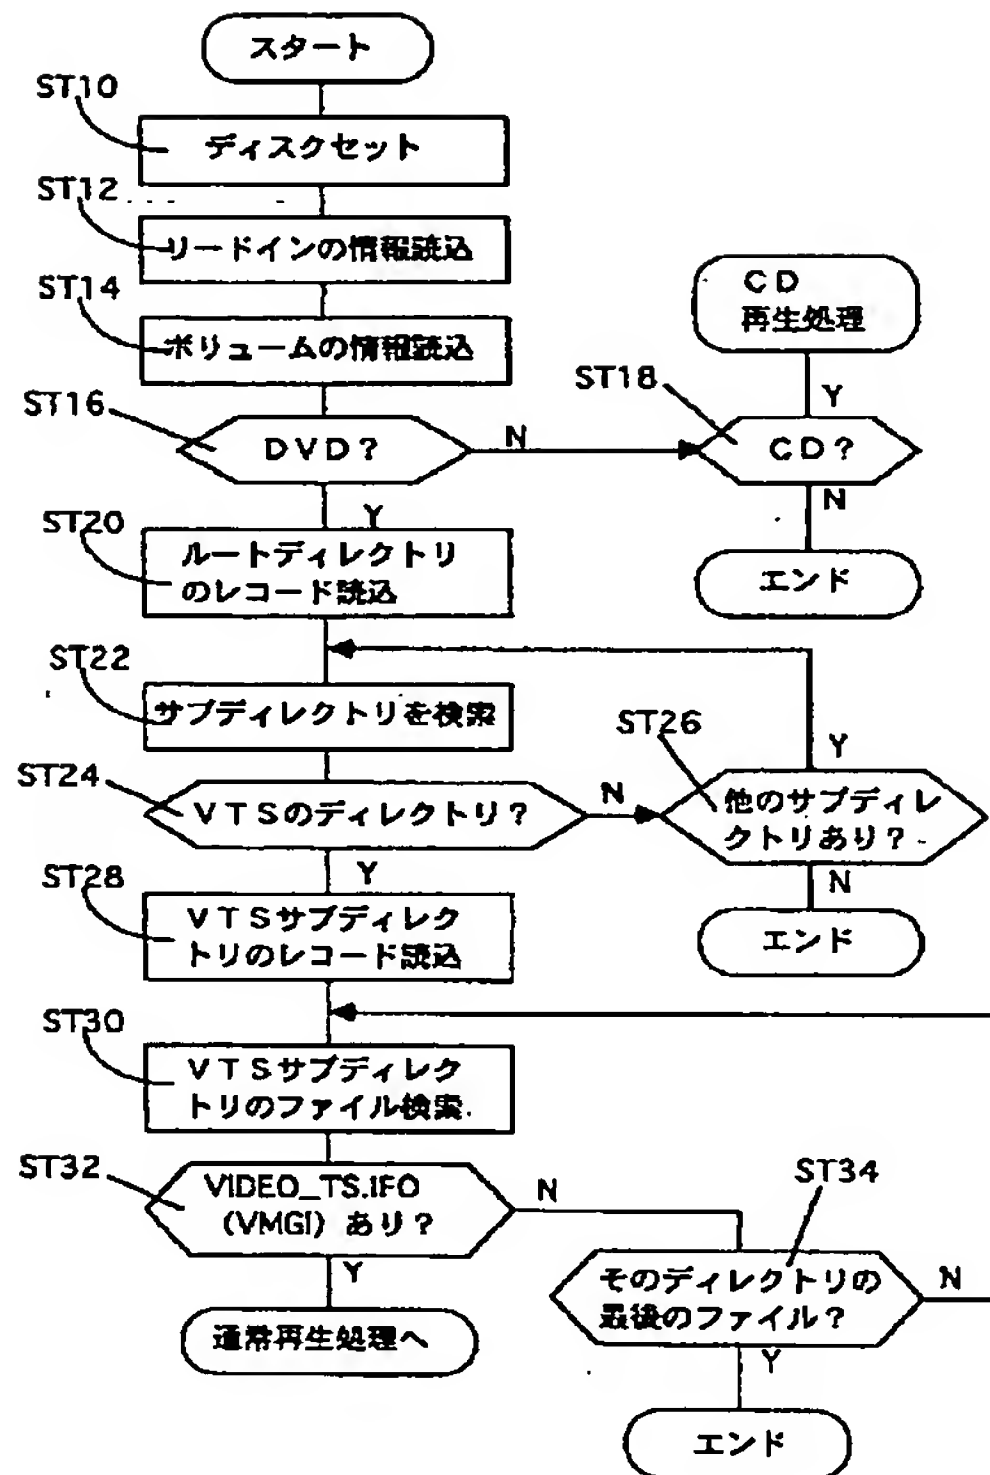 スタート
ST10
ディスクセット
ST12
リードインの情報読込
ST14
ボリュームの情報読込
CD
再生処理
ST16
DVD?
N
ST18
Y
CD?
N
エンド
Y
ST20
ルートディレクトリ
のレコード読込
ST22
サブディレクトリを検索
ST24
VTSのディレクトリ?
N
ST26
Y
他のサブディレ
クトリあり?
N
エンド
Y
ST28
VTSサブディレク
トリのレコード読込
ST30
VTSサブディレク
トリのファイル検索
ST32
VIDEO_TS.IFO
(VMGI) あり?
N
Y
通常再生処理へ
ST34
そのディレクトリの
最後のファイル?
N
Y
エンド